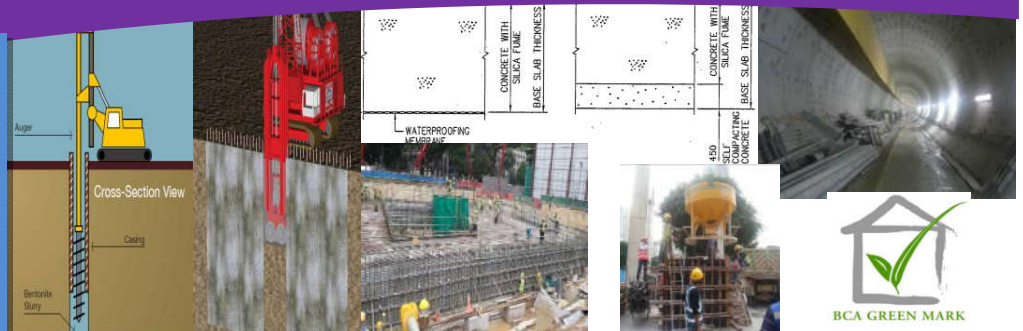 Auger
Cross-Section View
Casing
Bentonite
Slurry
CONCRETE WITH
SILICA FUME
BASE SLAB THICKNESS
WATERPROOFING
MEMBRANE
CONCRETE WITH
SILICA FUME
BASE SLAB THICKNESS
450
SELF
COMPACTING
CONCRETE
BCA GREEN MARK